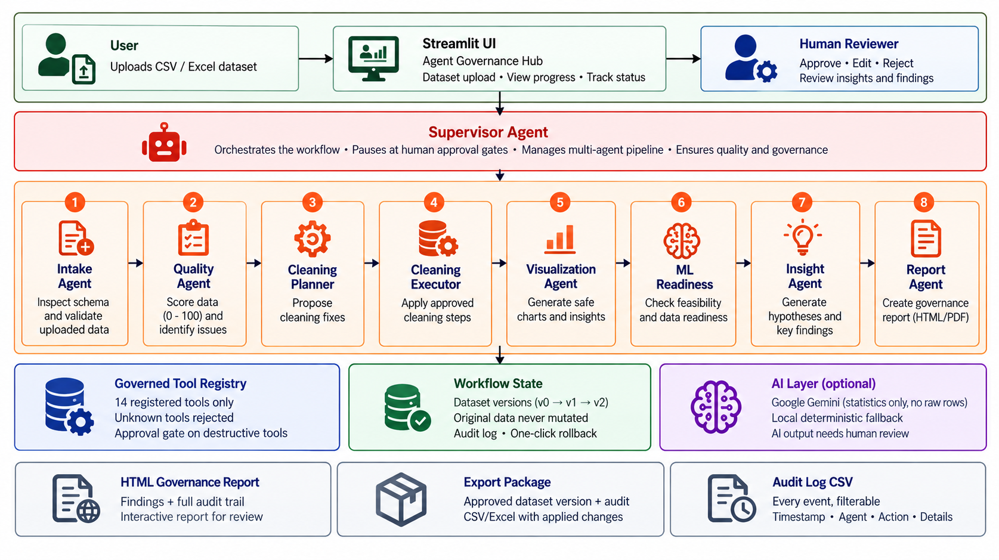 User
Uploads CSV / Excel dataset
Streamlit UI
Agent Governance Hub
Dataset upload • View progress • Track status
Human Reviewer
Approve • Edit • Reject
Review insights and findings
Supervisor Agent
Orchestrates the workflow • Pauses at human approval gates • Manages multi-agent pipeline • Ensures quality and governance
1
Intake
Agent
Inspect schema
and validate
uploaded data
2
Quality
Agent
Score data
(0 - 100) and
identify issues
3
Cleaning
Planner
Propose
cleaning fixes
4
Cleaning
Executor
Apply approved
cleaning steps
5
Visualization
Agent
Generate safe
charts and insights
6
ML
Readiness
Check feasibility
and data readiness
7
Insight
Agent
Generate
hypotheses and
key findings
8
Report
Agent
Create governance
report (HTML/PDF)
Governed Tool Registry
14 registered tools only
Unknown tools rejected
Approval gate on destructive tools
Workflow State
Dataset versions (v0 → v1 → v2)
Original data never mutated
Audit log • One-click rollback
AI Layer (optional)
Google Gemini (statistics only, no raw rows)
Local deterministic fallback
AI output needs human review
HTML Governance Report
Findings + full audit trail
Interactive report for review
Export Package
Approved dataset version + audit
CSV/Excel with applied changes
Audit Log CSV
Every event, filterable
Timestamp • Agent • Action • Details